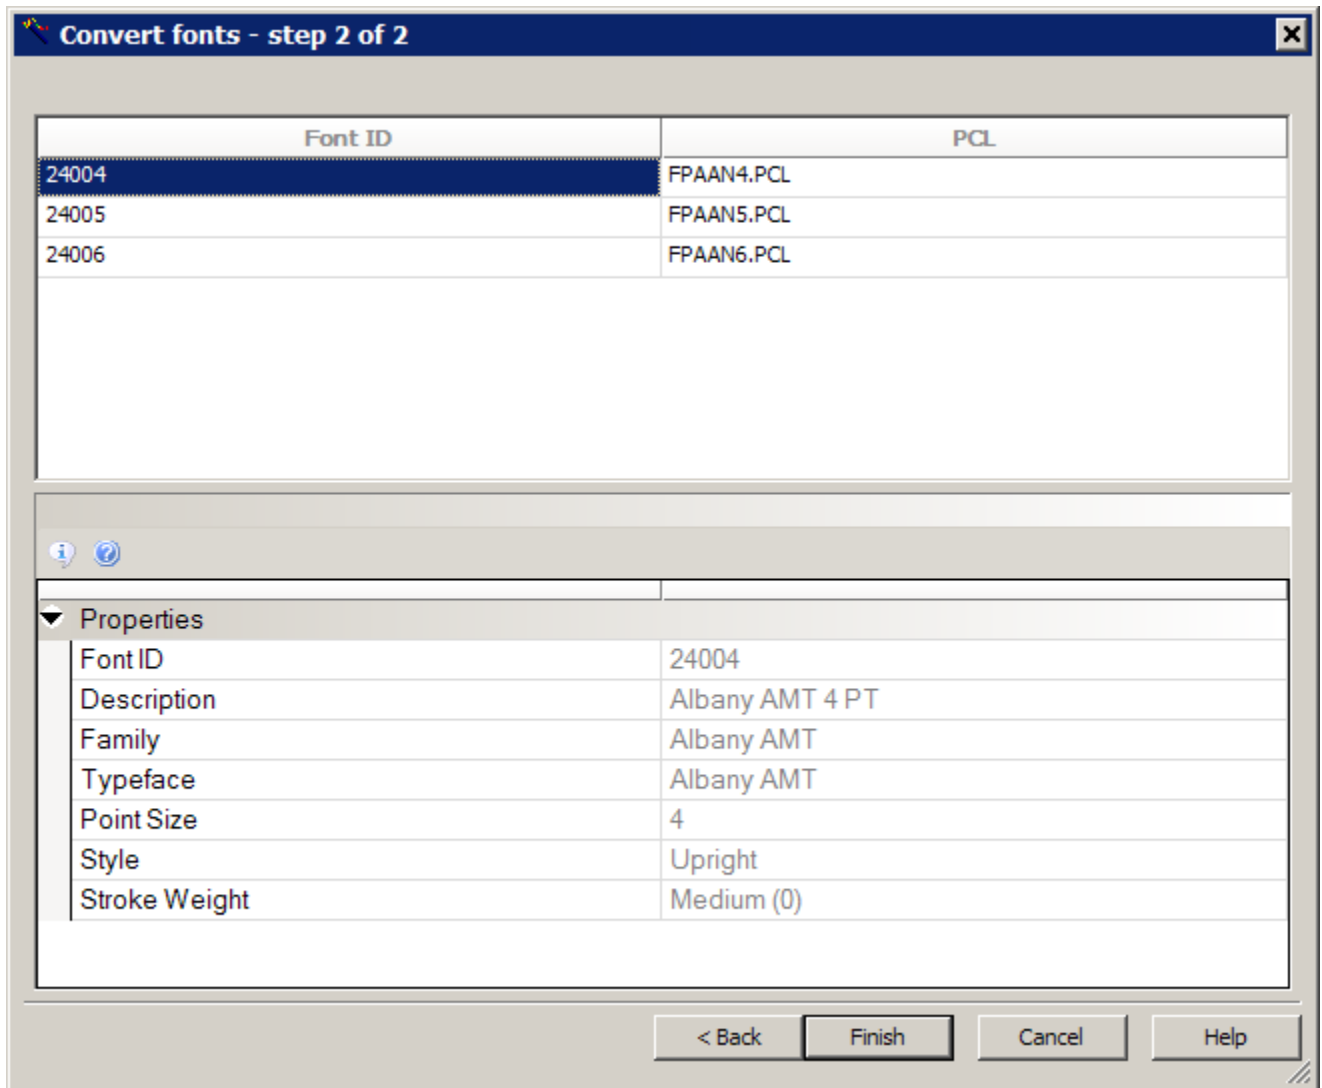 Convert fonts - step 2 of 2
Font ID PCL
24004 FPAAN4.PCL
24005 FPAAN5.PCL
24006 FPAAN6.PCL
Properties
Font ID 24004
Description Albany AMT 4 PT
Family Albany AMT
Typeface Albany AMT
Point Size 4
Style Upright
Stroke Weight Medium (0)
< Back Finish Cancel Help